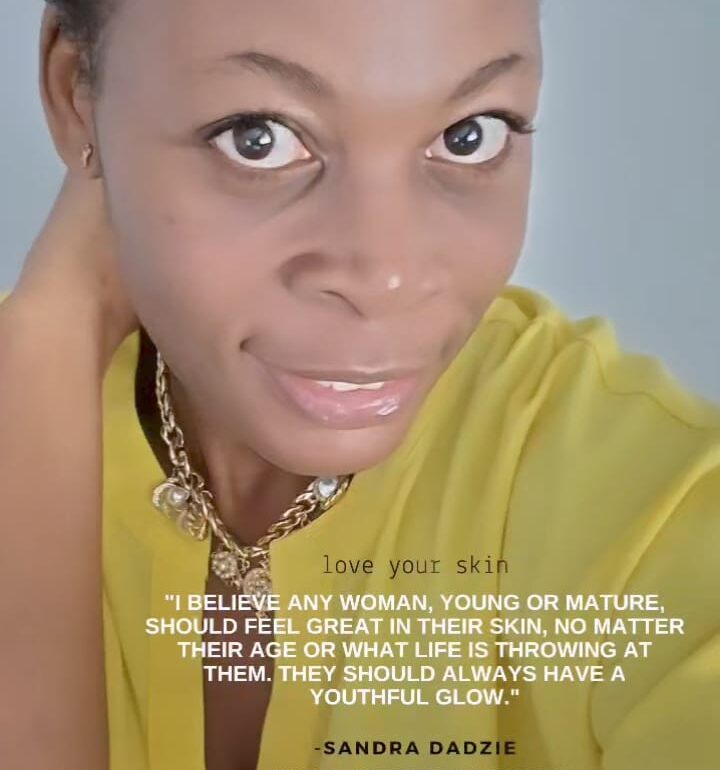 love your skin
"I BELIEVE ANY WOMAN, YOUNG OR MATURE,
SHOULD FEEL GREAT IN THEIR SKIN, NO MATTER
THEIR AGE OR WHAT LIFE IS THROWING AT
THEM. THEY SHOULD ALWAYS HAVE A
YOUTHFUL GLOW."
-SANDRA DADZIE